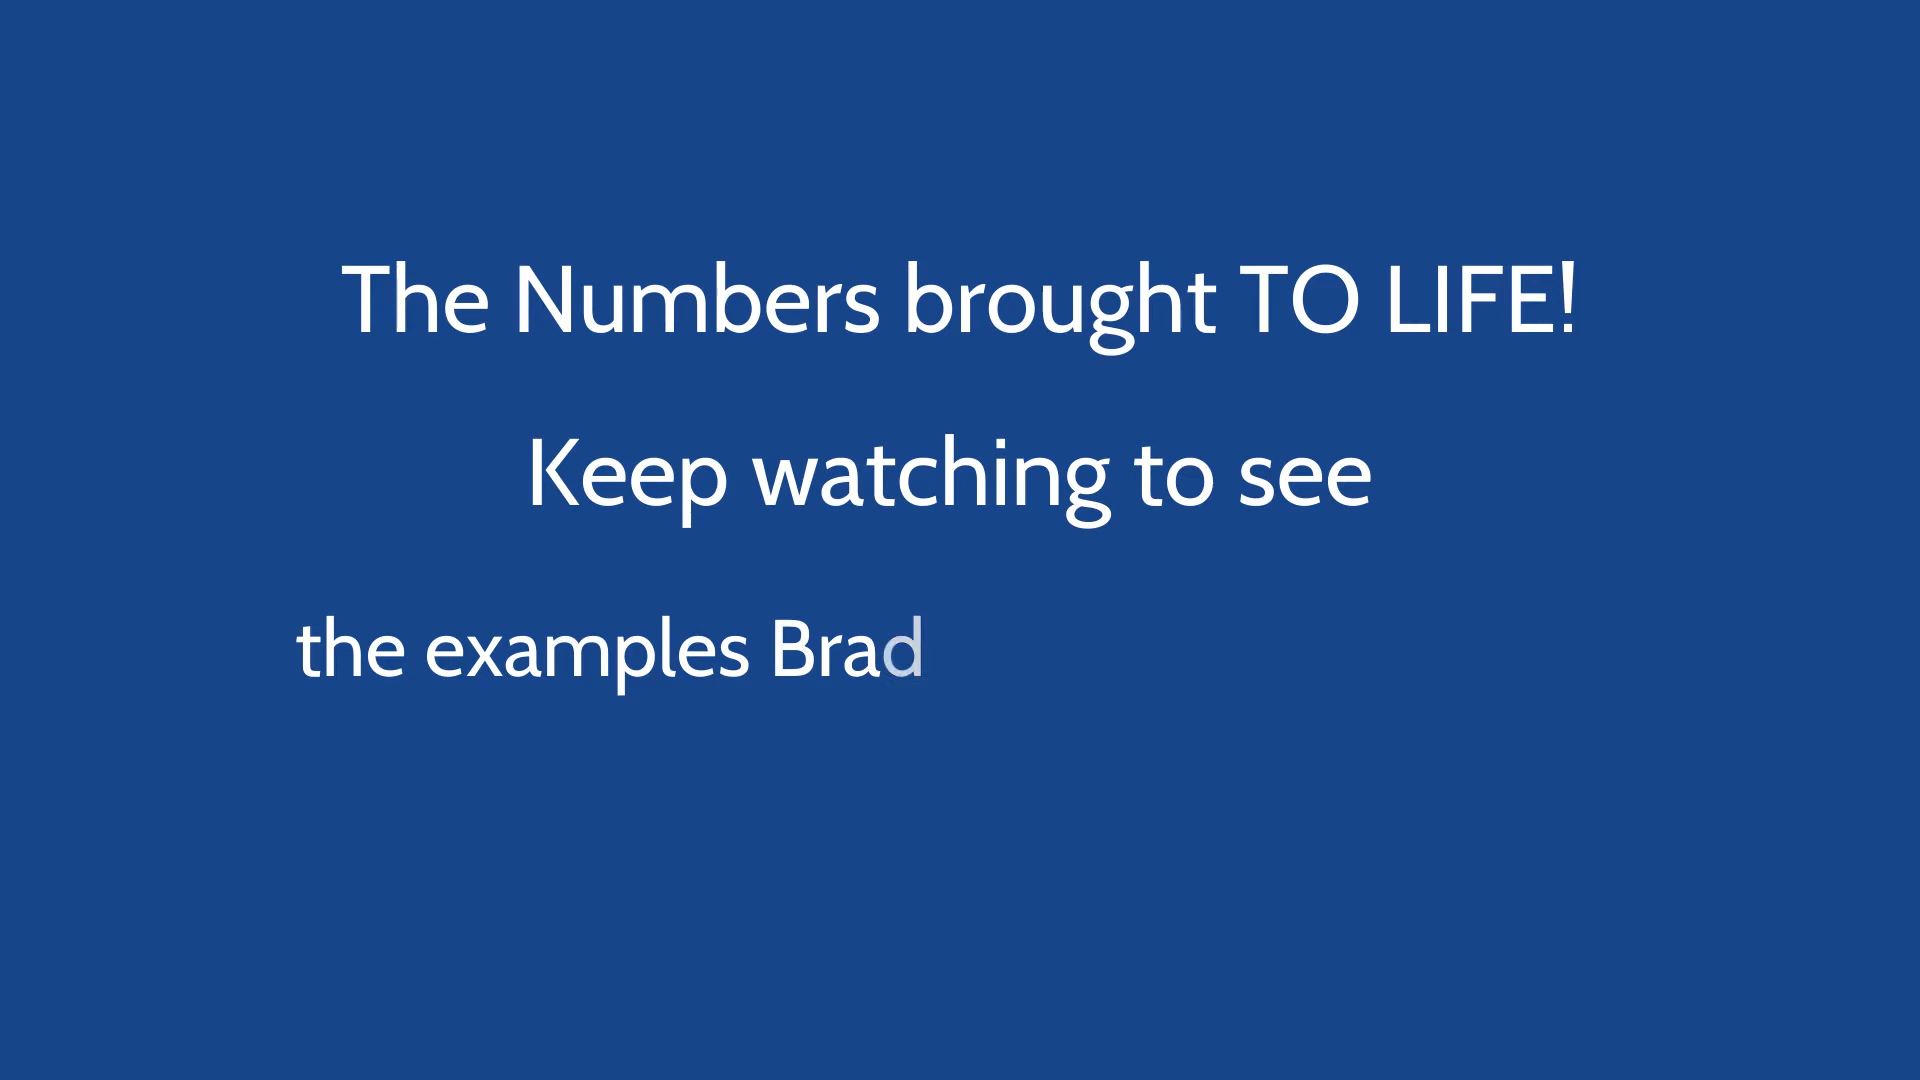 The Numbers brought TO LIFE!
Keep watching to see
the examples Brad